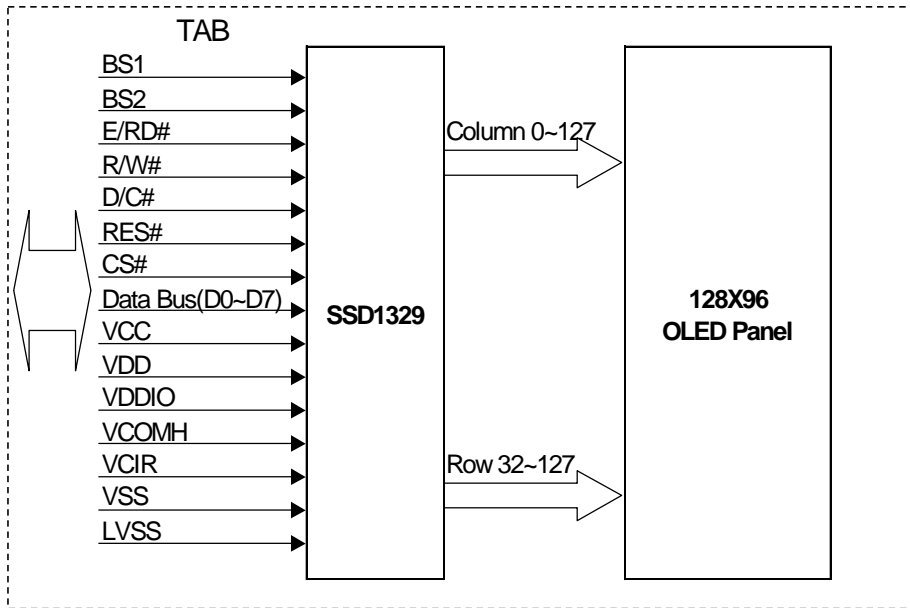 TAB
BS1
BS2
E/RD#
R/W#
D/C#
RES#
CS#
Data Bus(D0~D7)
VCC
VDD
VDDIO
VCOMH
VCIR
VSS
LVSS
SSD1329
Column 0~127
Row 32~127
128X96
OLED Panel